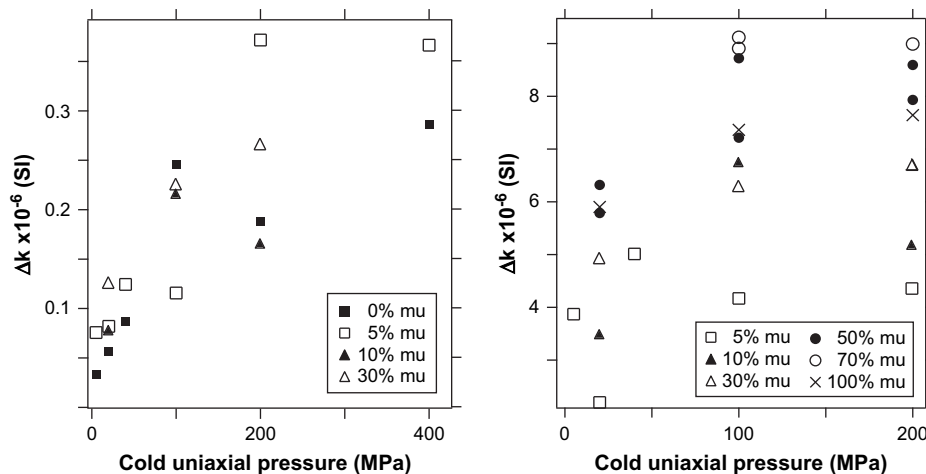 Δk x10-6 (SI)
0.3
0.2
0.1
0
200
400
Cold uniaxial pressure (MPa)
0% mu
5% mu
10% mu
30% mu
Δk x10-6 (SI)
8
6
4
0
100
200
Cold uniaxial pressure (MPa)
5% mu
10% mu
30% mu
50% mu
70% mu
100% mu